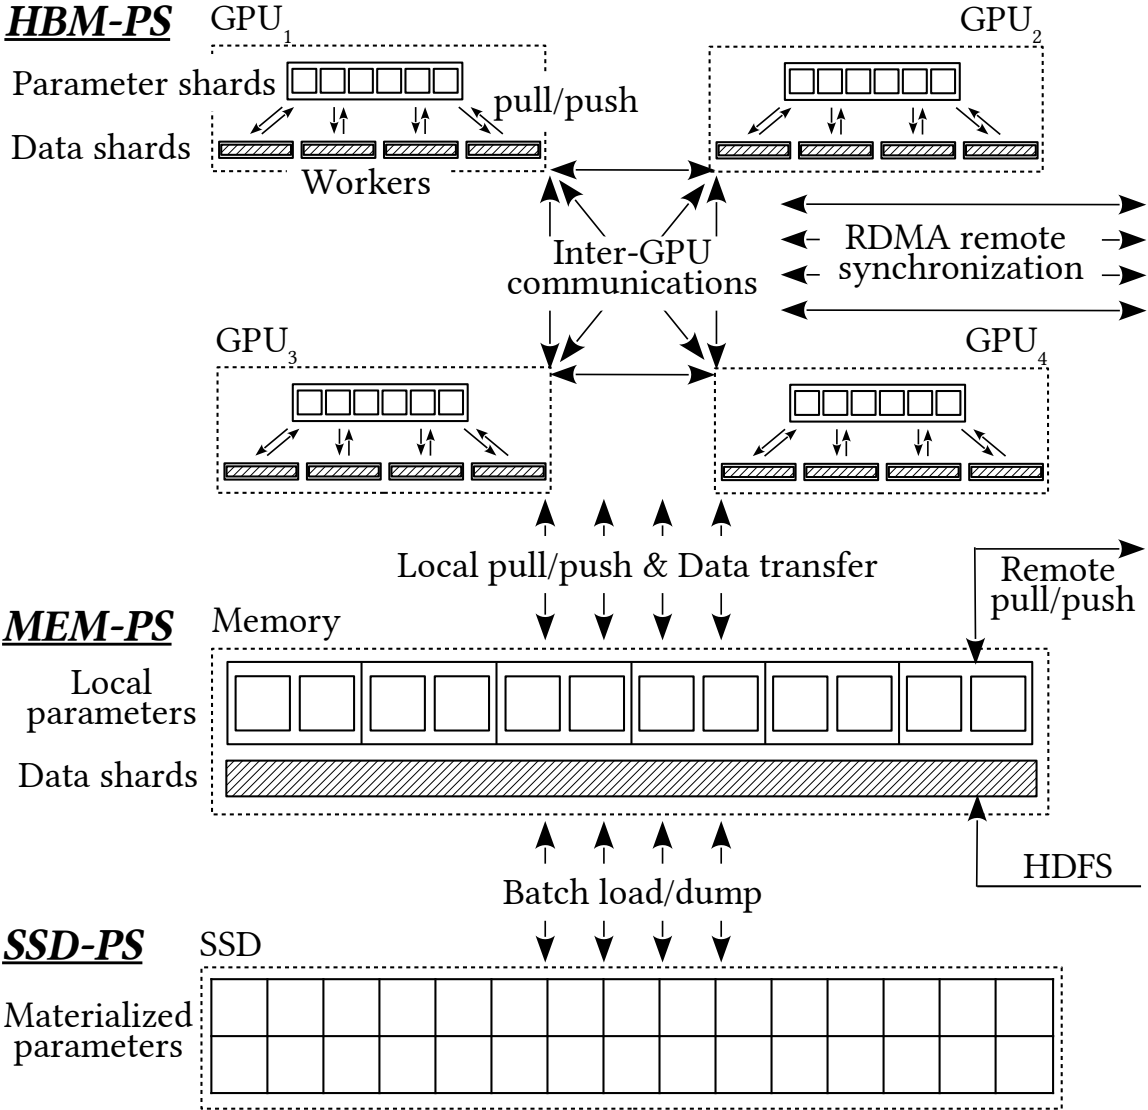 HBM-PS
GPU1
GPU2
Parameter shards
pull/push
Data shards
Workers
Inter-GPU
communications
RDMA remote
synchronization
GPU3
GPU4
Local pull/push & Data transfer
Remote
pull/push
MEM-PS
Memory
Local
parameters
Data shards
HDFS
Batch load/dump
SSD-PS
SSD
Materialized
parameters